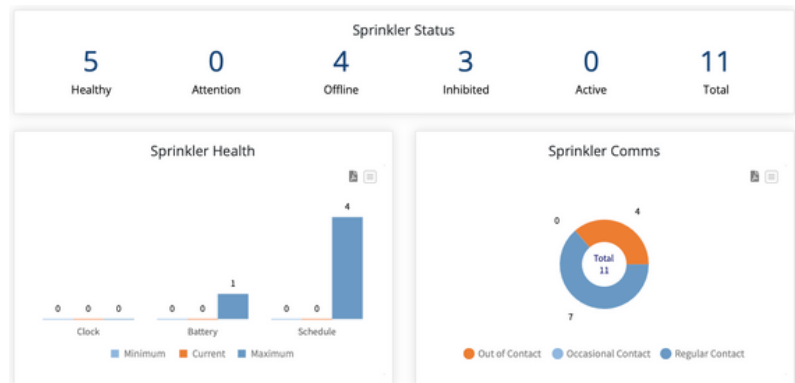 Sprinkler Status
5 0 4 3 0 11
Healthy Attention Offline Inhibited Active Total
Sprinkler Health
4
1
0 0 0 0 0 0 0
Clock Battery Schedule
Minimum Current Maximum
Sprinkler Comms
0 4
Total
11
7
Out of Contact Occasional Contact Regular Contact